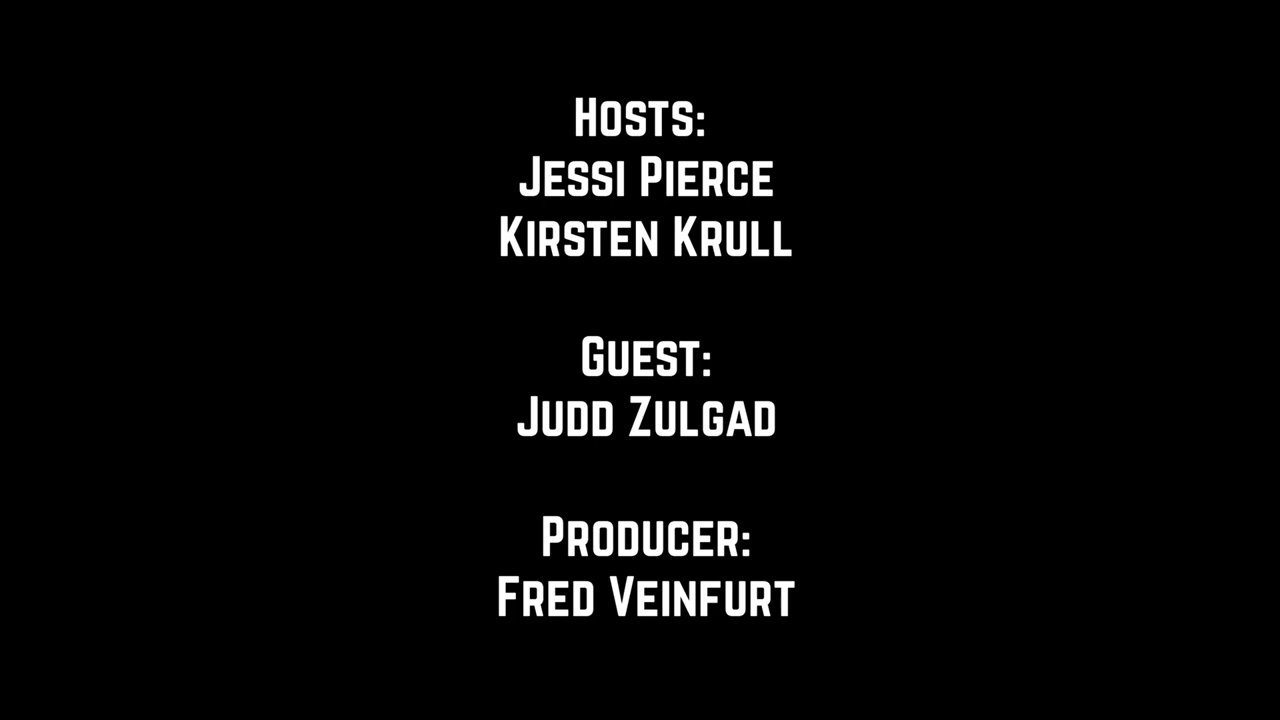 Hosts:
Jessi Pierce
Kirsten Krull
Guest:
Judd Zulgad
Producer:
Fred Veinfurt